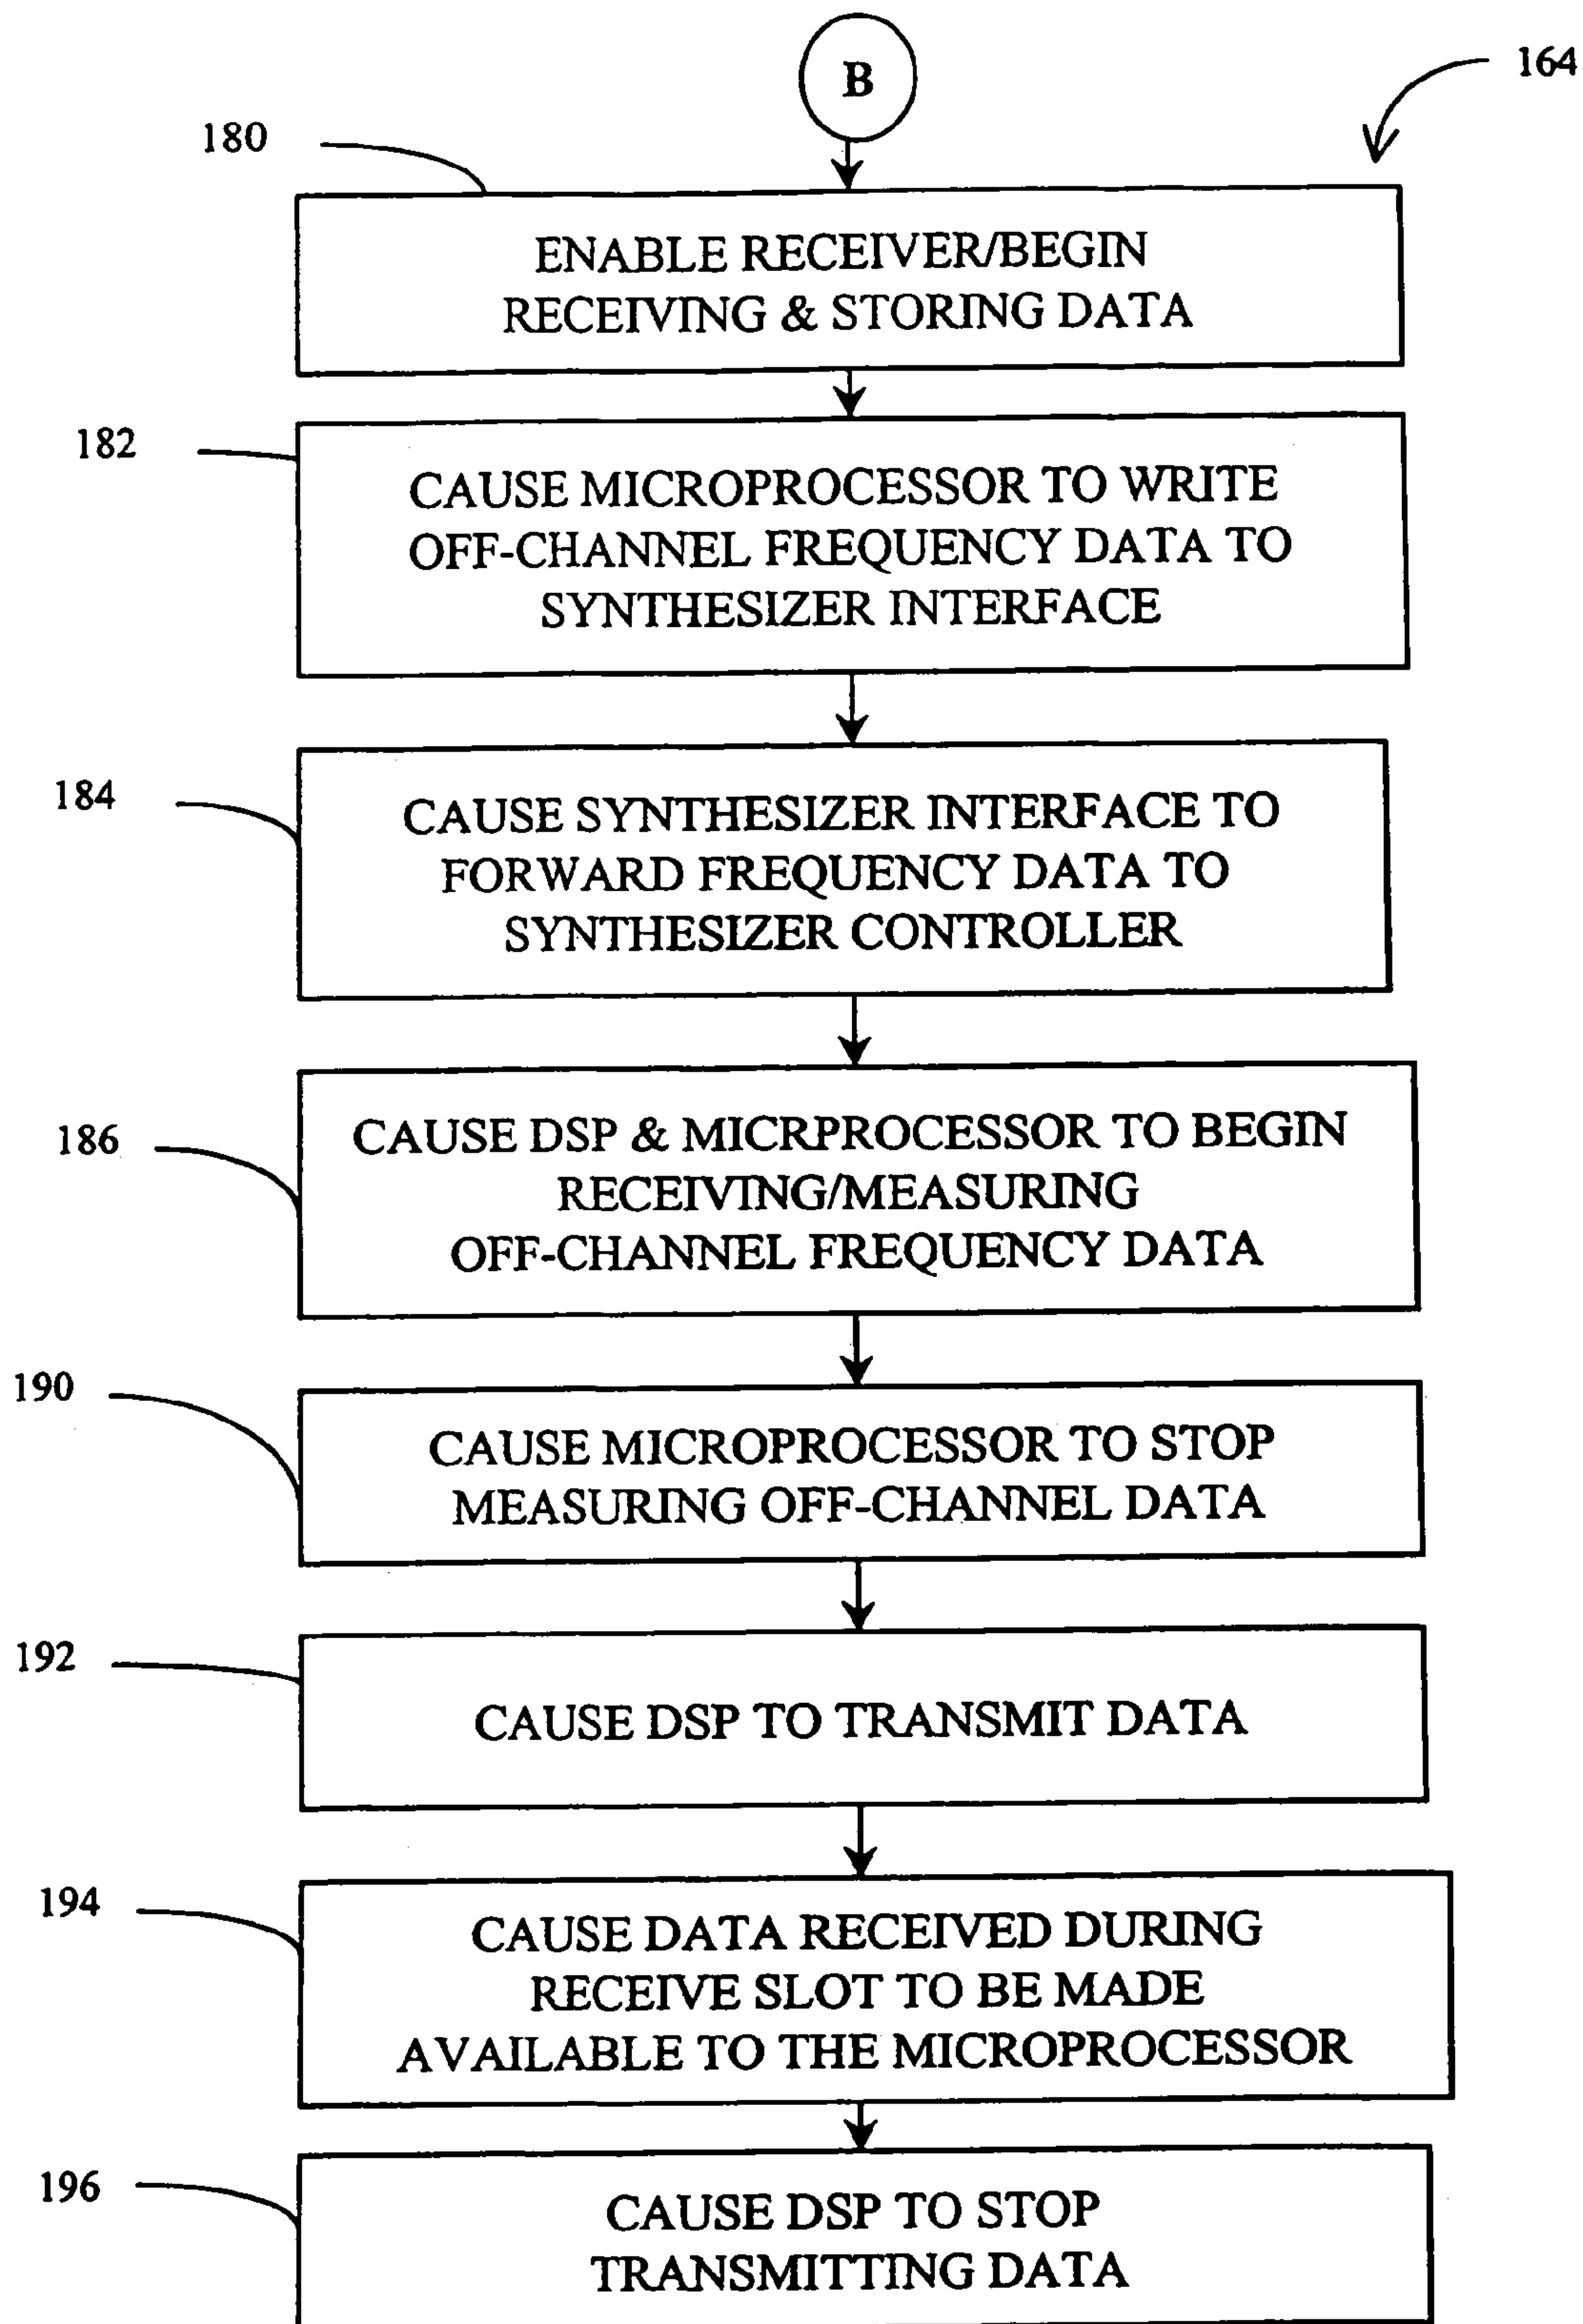 B
164
180
ENABLE RECEIVER/BEGIN
RECEIVING & STORING DATA
182
CAUSE MICROPROCESSOR TO WRITE
OFF-CHANNEL FREQUENCY DATA TO
SYNTHESIZER INTERFACE
184
CAUSE SYNTHESIZER INTERFACE TO
FORWARD FREQUENCY DATA TO
SYNTHESIZER CONTROLLER
186
CAUSE DSP & MICRPROCESSOR TO BEGIN
RECEIVING/MEASURING
OFF-CHANNEL FREQUENCY DATA
190
CAUSE MICROPROCESSOR TO STOP
MEASURING OFF-CHANNEL DATA
192
CAUSE DSP TO TRANSMIT DATA
194
CAUSE DATA RECEIVED DURING
RECEIVE SLOT TO BE MADE
AVAILABLE TO THE MICROPROCESSOR
196
CAUSE DSP TO STOP
TRANSMITTING DATA